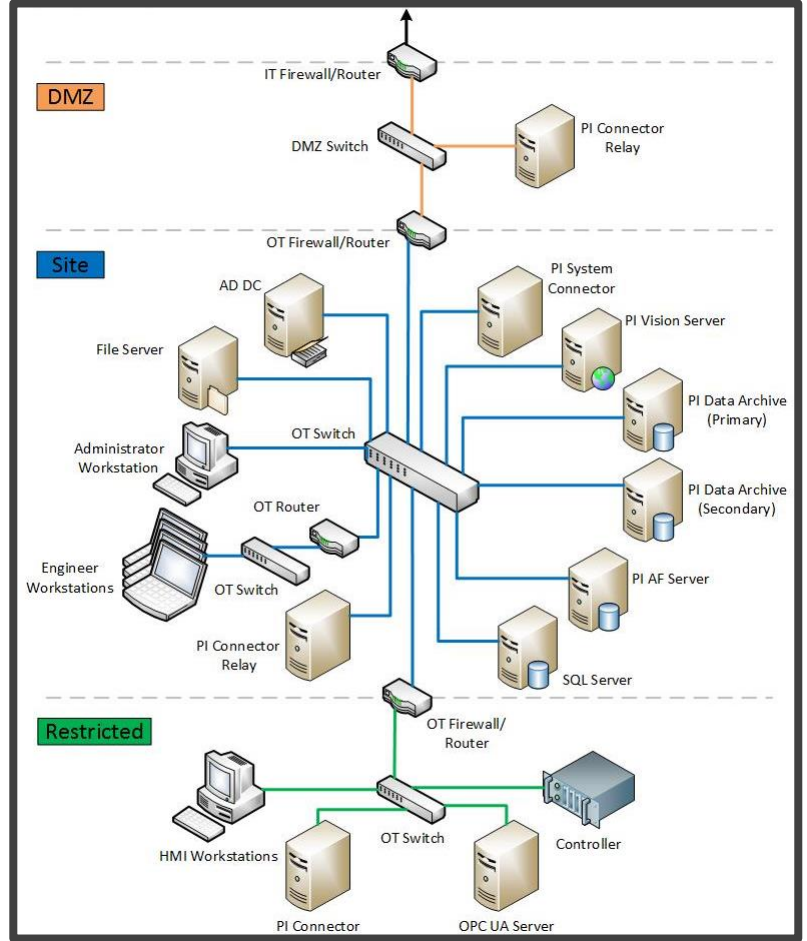 IT Firewall/Router
DMZ
DMZ Switch
PI Connector
Relay
OT Firewall/Router
Site
AD DC
PI System
Connector
File Server
PI Vision Server
Administrator
Workstation
OT Switch
PI Data Archive
(Primary)
OT Router
PI Data Archive
(Secondary)
Engineer
Workstations
OT Switch
PI AF Server
PI Connector
Relay
SQL Server
OT Firewall/
Router
Restricted
HMI Workstations
OT Switch
Controller
PI Connector
OPC UA Server